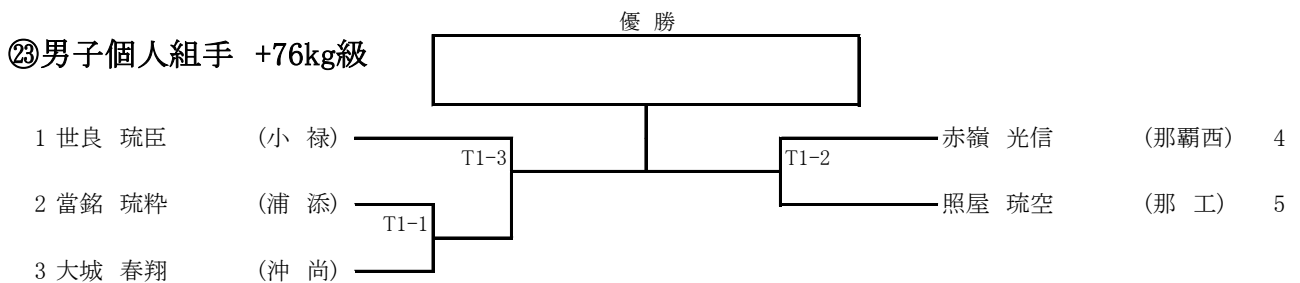 優 勝
㉓男子個人組手 +76kg級
1 世良 琉臣 (小 禄) 赤嶺 光信 (那覇西) 4
T1-3 T1-2
2 當銘 琉粋 (浦 添) 照屋 琉空 (那 工) 5
T1-1
3 大城 春翔 (沖 尚)